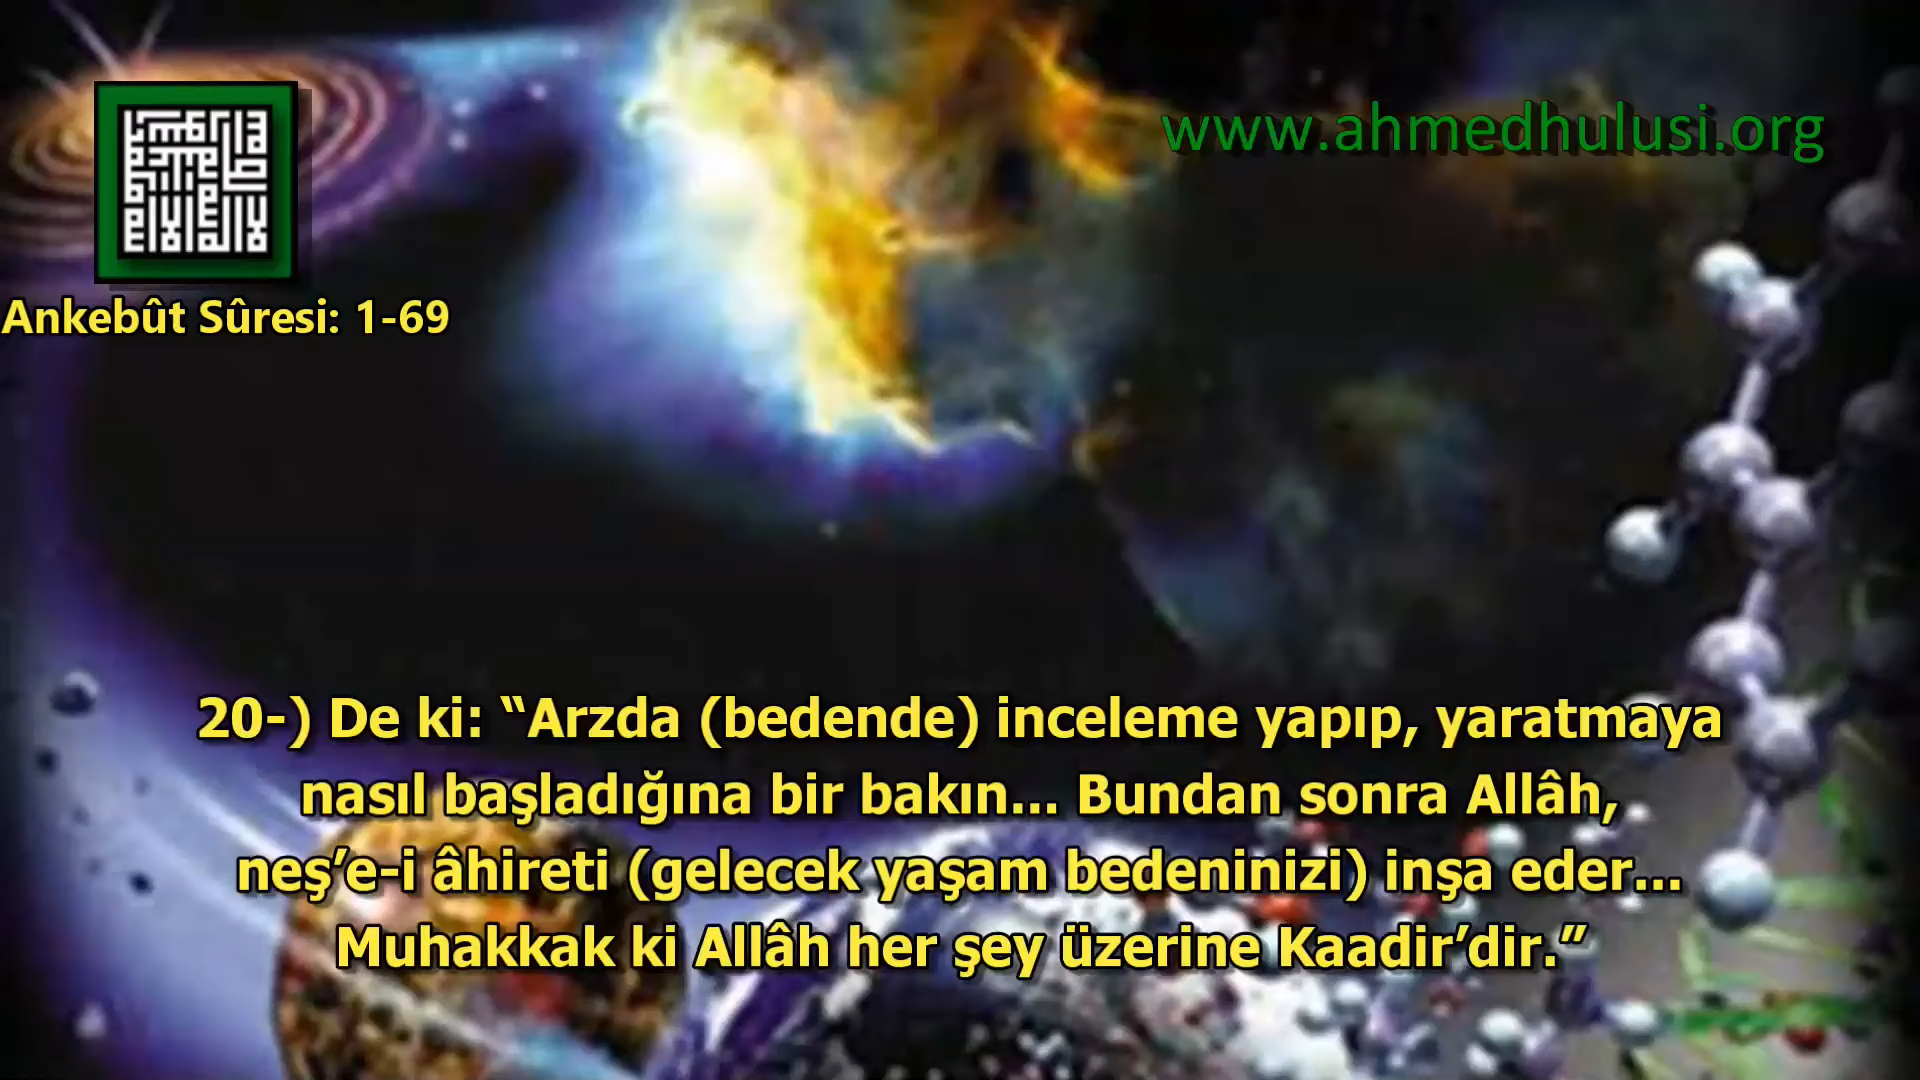 www.ahmedhulusi.org
Ankebût Sûresi: 1-69
20-) De ki: “Arzda (bedende) inceleme yapıp, yaratmaya
nasıl başladığına bir bakın... Bundan sonra Allâh,
neş’e-i âhireti (gelecek yaşam bedeninizi) inşa eder...
Muhakkak ki Allâh her şey üzerine Kaadir’dir.”